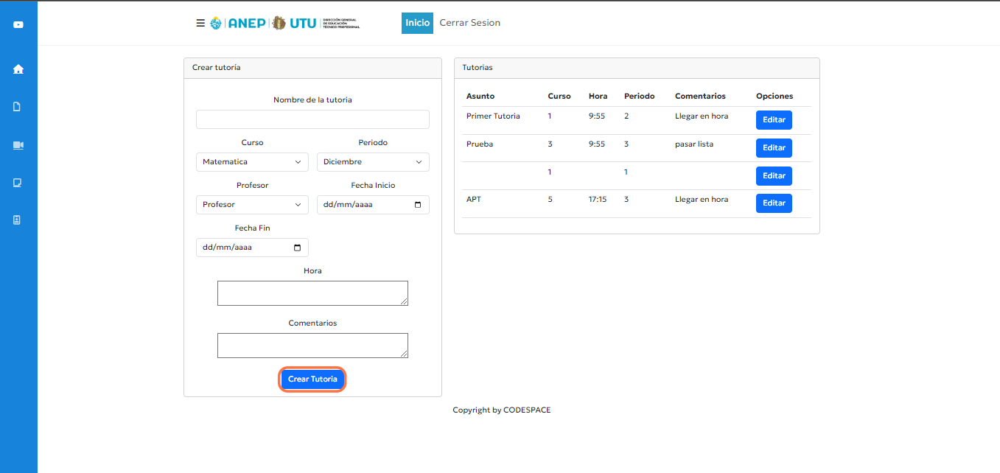 ANEP UTU DIRECCIÓN GENERAL
DE EDUCACIÓN
TÉCNICO PROFESIONAL
Inicio Cerrar Sesion
Crear tutoría
Nombre de la tutoria
Curso Periodo
Matematica Diciembre
Profesor Fecha Inicio
Profesor dd/mm/aaaa
Fecha Fin
dd/mm/aaaa
Hora
Comentarios
Crear Tutoria
Tutorias
Asunto Curso Hora Periodo Comentarios Opciones
Primer Tutoria 1 9:55 2 Llegar en hora Editar
Prueba 3 9:55 3 pasar lista Editar
1 1 Editar
APT 5 17:15 3 Llegar en hora Editar
Copyright by CODESPACE